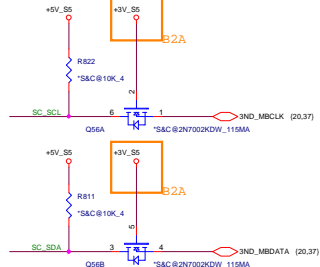 +5V_S5
+3V_S5
B2A
R822
*S&C@10K_4
2
SC_SCL
6
1
3ND_MBCLK (20,37)
Q56A
*S&C@2N7002KDW_115MA
+5V_S5
+3V_S5
B2A
R811
*S&C@10K_4
5
SC_SDA
3
4
3ND_MBDATA (20,37)
Q56B
*S&C@2N7002KDW_115MA